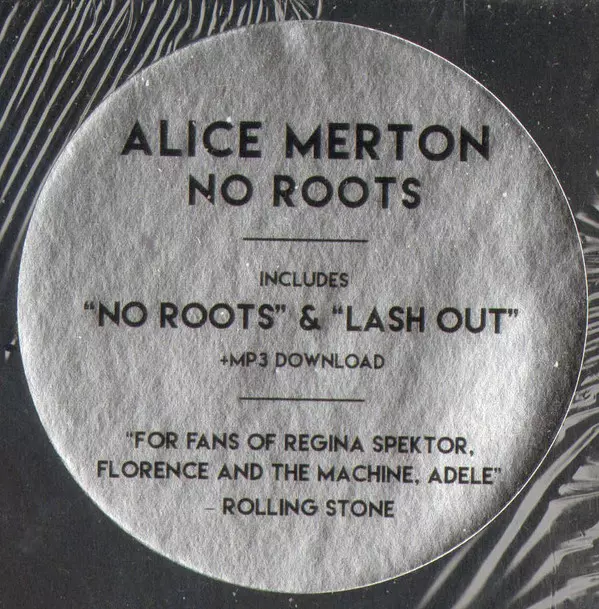 ALICE MERTON
NO ROOTS
INCLUDES
“NO ROOTS” & “LASH OUT”
+MP3 DOWNLOAD
"FOR FANS OF REGINA SPEKTOR,
FLORENCE AND THE MACHINE, ADELE"
- ROLLING STONE